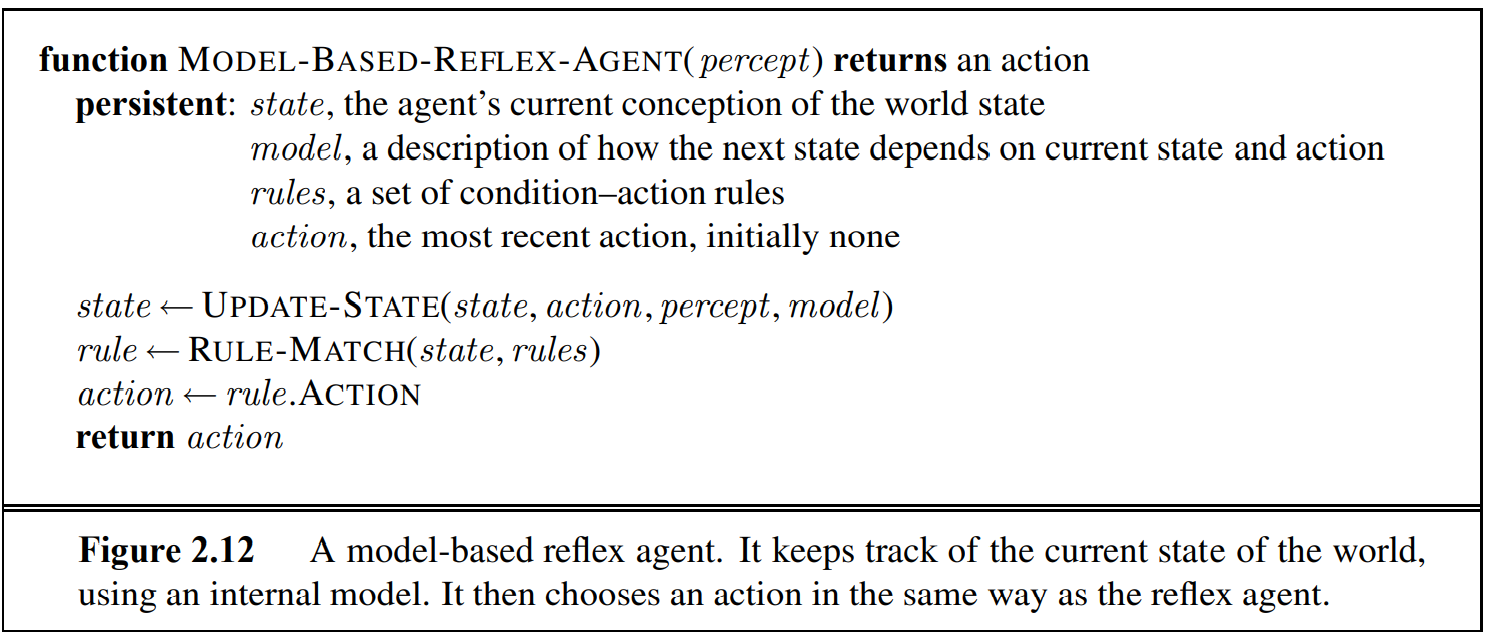 function MODEL-BASED-REFLEX-AGENT(percept) returns an action
persistent: state, the agent's current conception of the world state
model, a description of how the next state depends on current state and action
rules, a set of condition–action rules
action, the most recent action, initially none
state ← UPDATE-STATE(state, action, percept, model)
rule ← RULE-MATCH(state, rules)
action ← rule.ACTION
return action
Figure 2.12 A model-based reflex agent. It keeps track of the current state of the world,
using an internal model. It then chooses an action in the same way as the reflex agent.